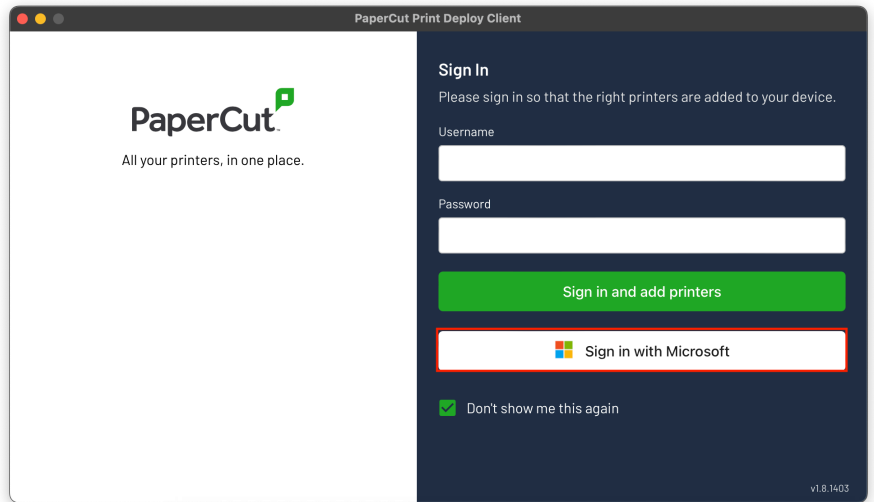 PaperCut Print Deploy Client
PaperCut™
All your printers, in one place.
Sign In
Please sign in so that the right printers are added to your device.
Username
Password
Sign in and add printers
Sign in with Microsoft
Don't show me this again
v1.8.1403